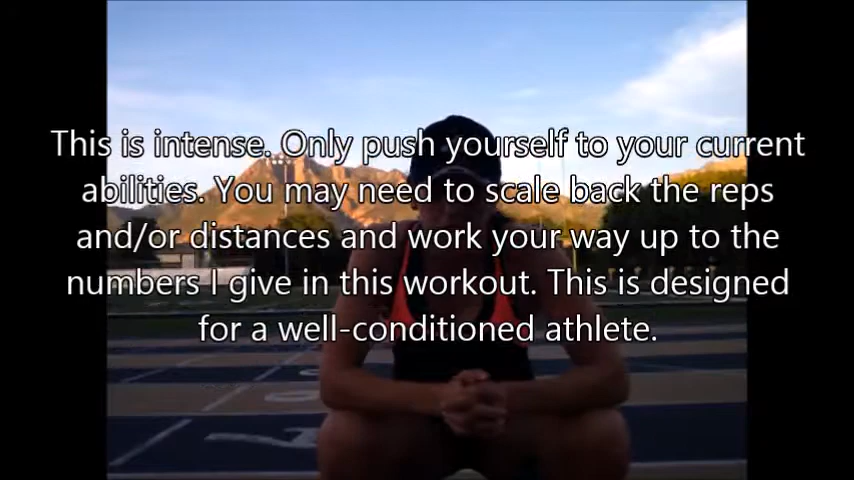 This is intense. Only push yourself to your current
abilities. You may need to scale back the reps
and/or distances and work your way up to the
numbers I give in this workout. This is designed
for a well-conditioned athlete.